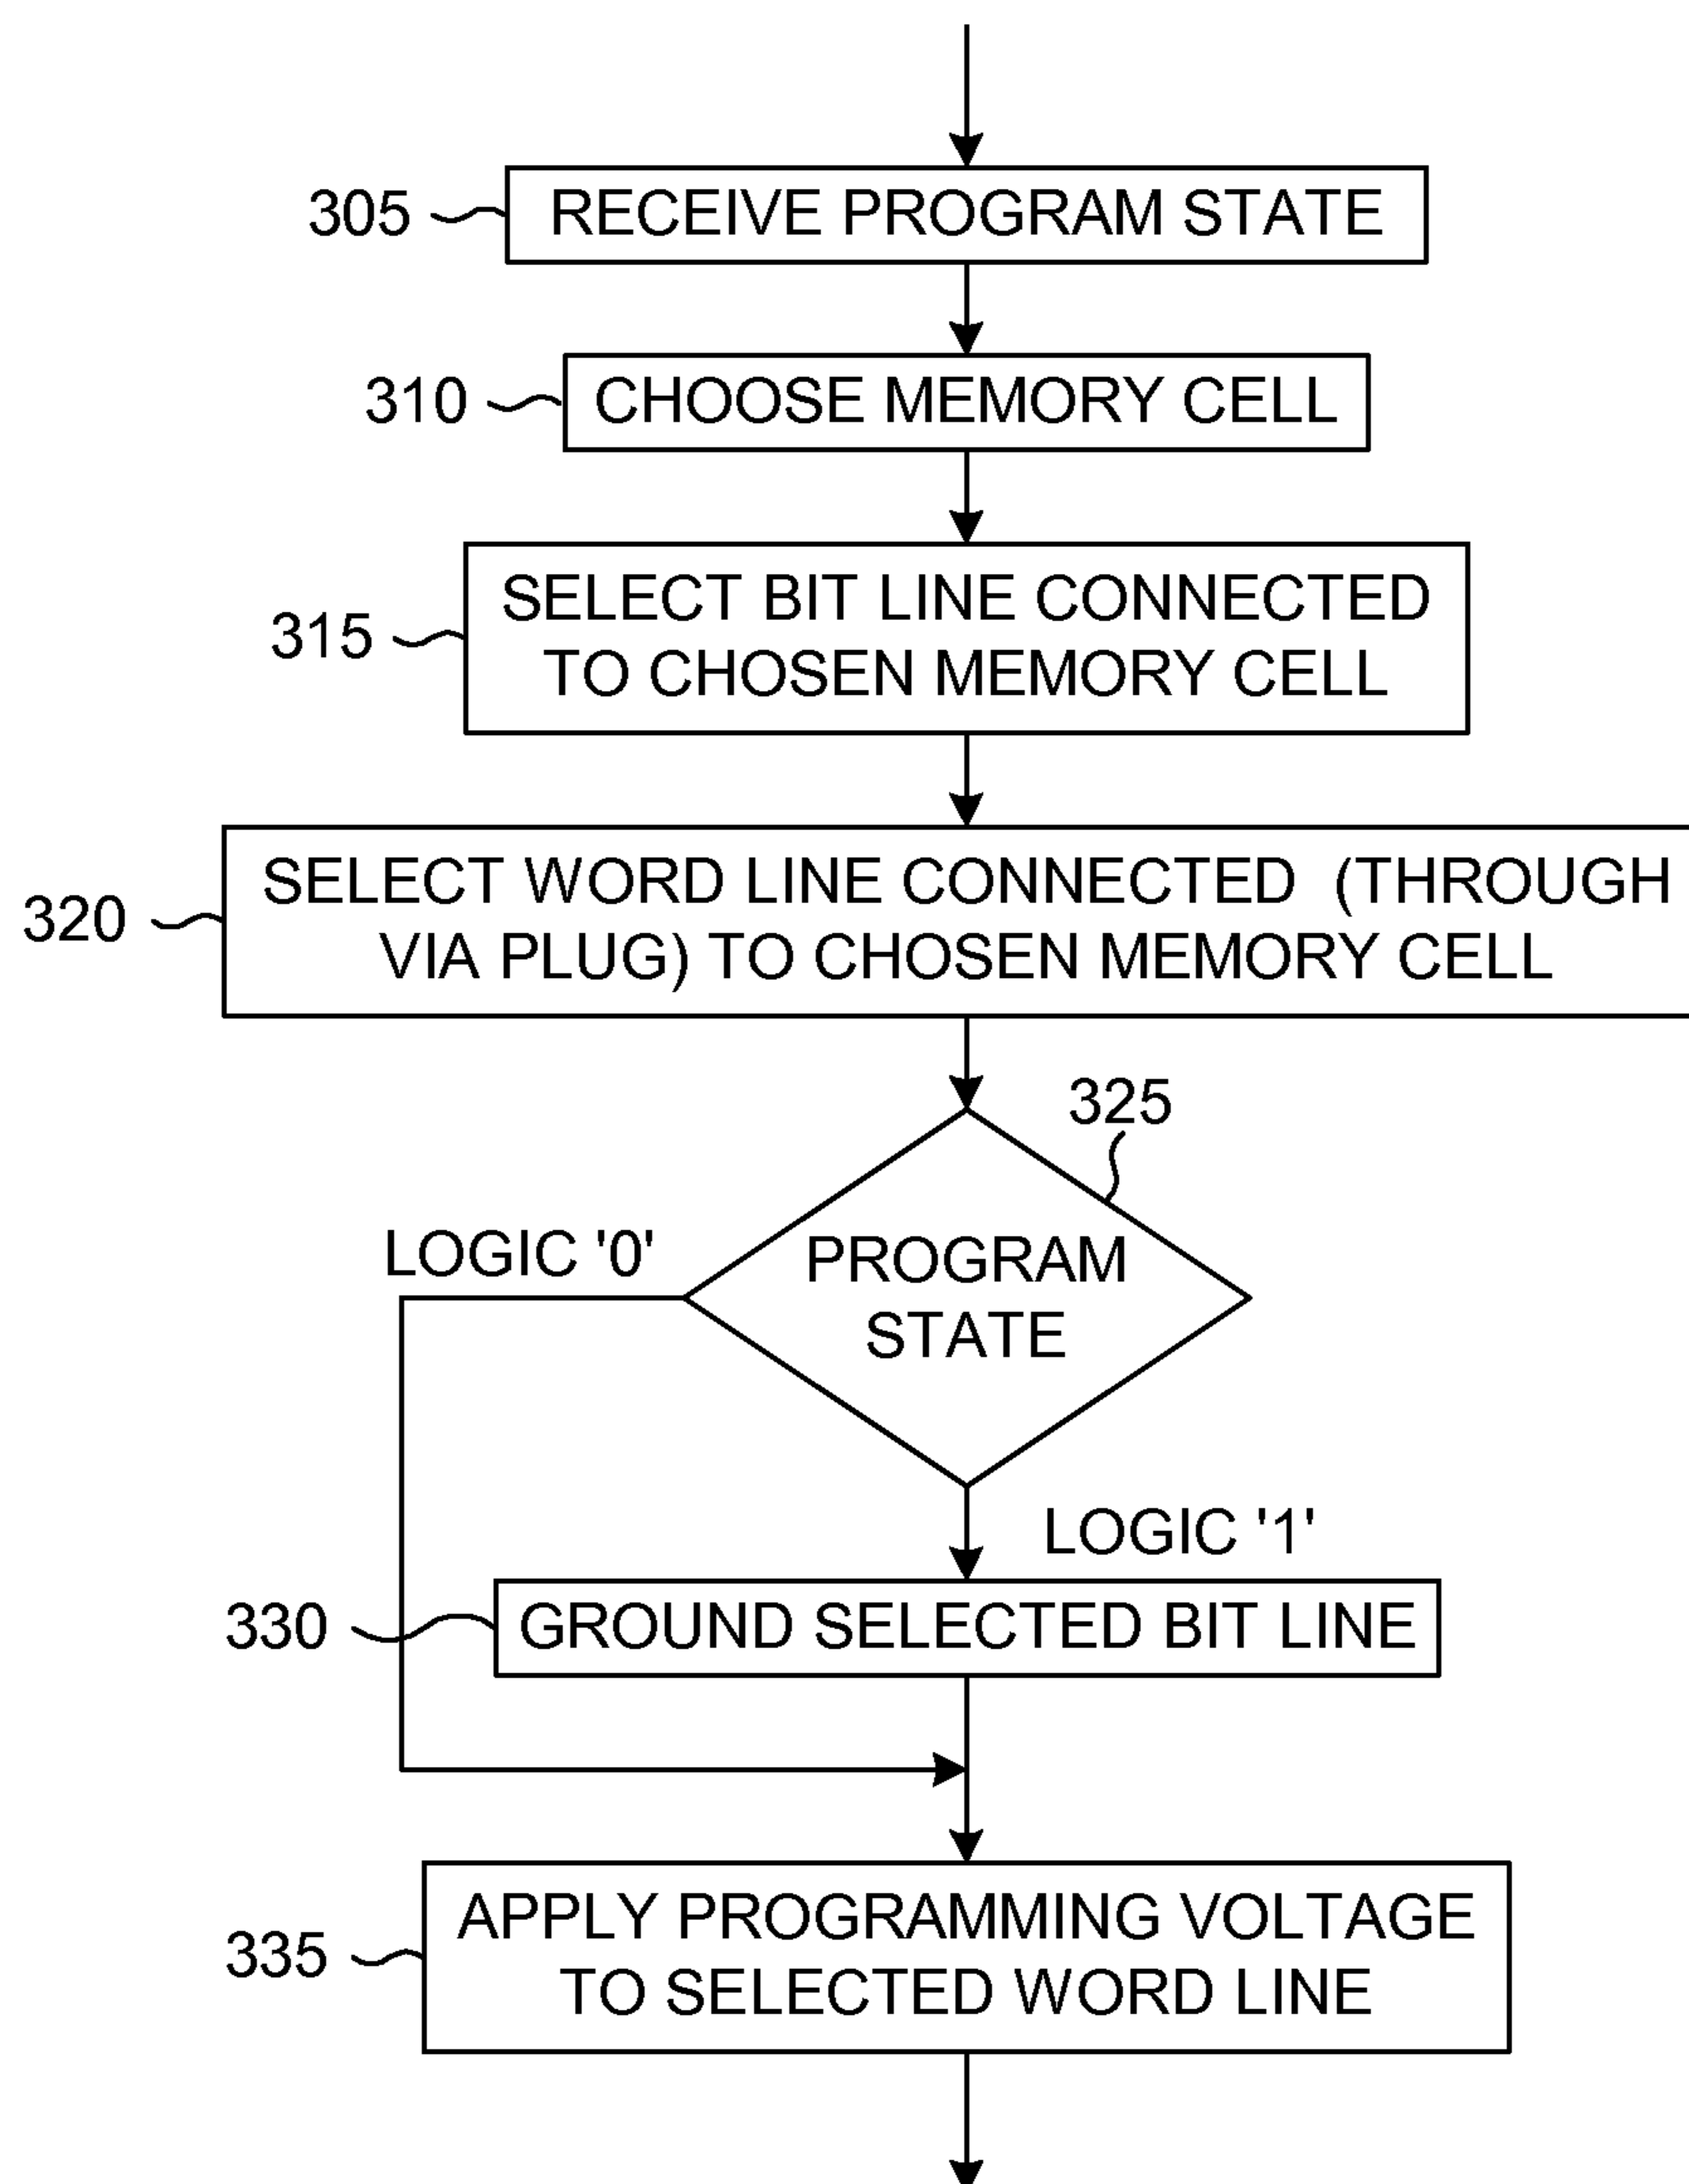 305
RECEIVE PROGRAM STATE
310
CHOOSE MEMORY CELL
315
SELECT BIT LINE CONNECTED
TO CHOSEN MEMORY CELL
320
SELECT WORD LINE CONNECTED (THROUGH
VIA PLUG) TO CHOSEN MEMORY CELL
325
LOGIC '0'
PROGRAM
STATE
LOGIC '1'
330
GROUND SELECTED BIT LINE
335
APPLY PROGRAMMING VOLTAGE
TO SELECTED WORD LINE